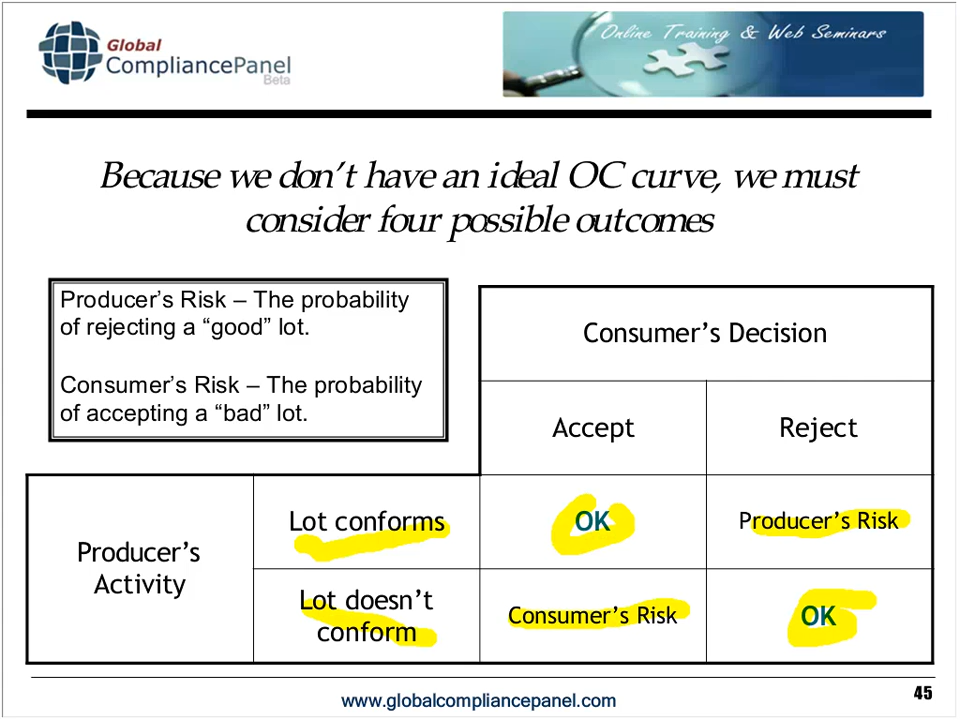 Global
CompliancePanel
Beta
Online Training & Web Seminars
Because we don't have an ideal OC curve, we must
consider four possible outcomes
Producer's Risk – The probability
of rejecting a "good" lot.
Consumer's Risk – The probability
of accepting a "bad" lot.
Consumer's Decision
Accept
Reject
Producer's
Activity
Lot conforms
OK
Producer's Risk
Lot doesn't
conform
Consumer's Risk
OK
www.globalcompliancepanel.com
45